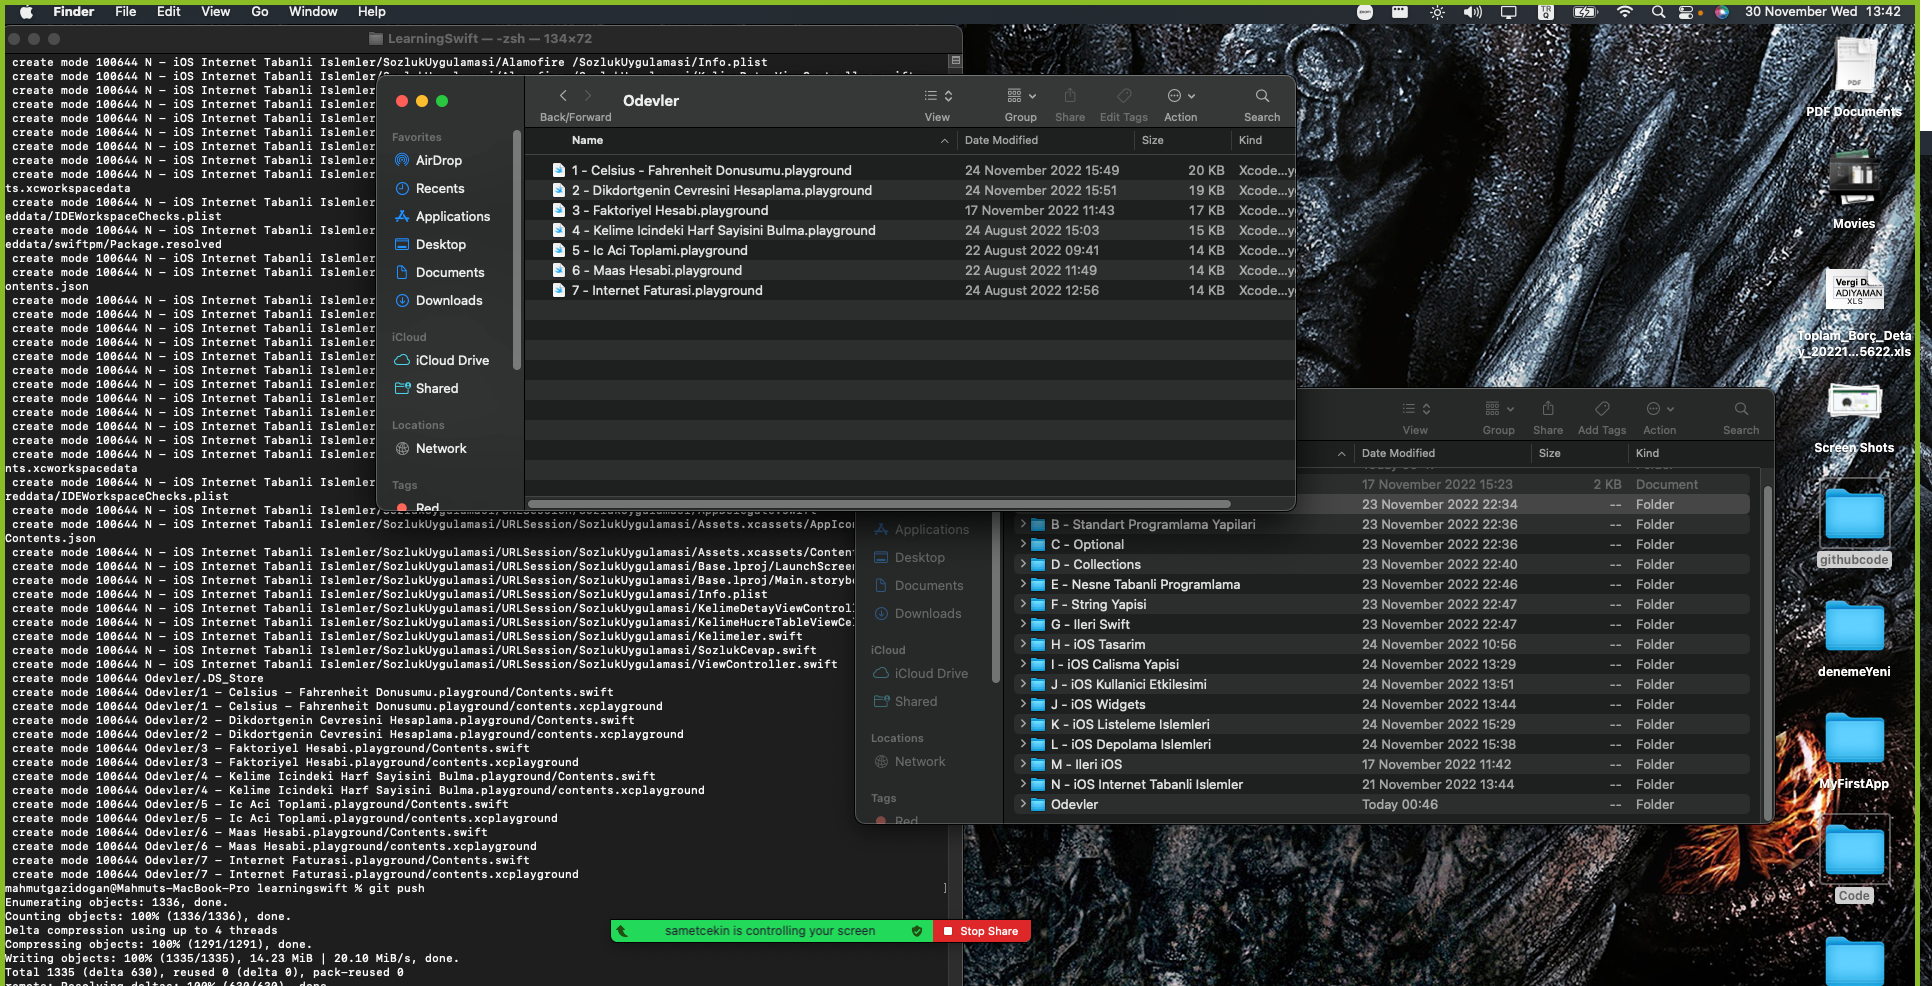 Finder File Edit View Go Window Help
TR
Q
30 November Wed 13:42
LearningSwift — -zsh — 134×72
create mode 100644 N - iOS Internet Tabanli Islemler/SozlukUygulamasi/Alamofire /SozlukUygulamasi/Info.plist
create mode 100644 N - iOS Internet Tabanli Islemler
create mode 100644 N - iOS Internet Tabanli Islemler
create mode 100644 N - iOS Internet Tabanli Islemler
create mode 100644 N - iOS Internet Tabanli Islemler
create mode 100644 N - iOS Internet Tabanli Islemler
create mode 100644 N - iOS Internet Tabanli Islemler
create mode 100644 N - iOS Internet Tabanli Islemler
create mode 100644 N - iOS Internet Tabanli Islemler
ts.xcworkspacedata
create mode 100644 N - iOS Internet Tabanli Islemler
eddata/IDEWorkspaceChecks.plist
create mode 100644 N - iOS Internet Tabanli Islemler
eddata/swiftpm/Package.resolved
create mode 100644 N - iOS Internet Tabanli Islemler
create mode 100644 N - iOS Internet Tabanli Islemler
ontents.json
create mode 100644 N - iOS Internet Tabanli Islemler
create mode 100644 N - iOS Internet Tabanli Islemler
create mode 100644 N - iOS Internet Tabanli Islemler
create mode 100644 N - iOS Internet Tabanli Islemler
create mode 100644 N - iOS Internet Tabanli Islemler
create mode 100644 N - iOS Internet Tabanli Islemler
create mode 100644 N - iOS Internet Tabanli Islemler
create mode 100644 N - iOS Internet Tabanli Islemler
create mode 100644 N - iOS Internet Tabanli Islemler
create mode 100644 N - iOS Internet Tabanli Islemler
create mode 100644 N - iOS Internet Tabanli Islemler
create mode 100644 N - iOS Internet Tabanli Islemler
nts.xcworkspacedata
create mode 100644 N - iOS Internet Tabanli Islemler
reddata/IDEWorkspaceChecks.plist
create mode 100644 N - iOS Internet Tabanli Islemler/SozlukUygulamasi/URLSession/SozlukUygulamasi/AppDelegate.swift
create mode 100644 N - iOS Internet Tabanli Islemler/SozlukUygulamasi/URLSession/SozlukUygulamasi/Assets.xcassets/AppIcon
Contents.json
create mode 100644 N - iOS Internet Tabanli Islemler/SozlukUygulamasi/URLSession/SozlukUygulamasi/Assets.xcassets/Content
create mode 100644 N - iOS Internet Tabanli Islemler/SozlukUygulamasi/URLSession/SozlukUygulamasi/Base.lproj/LaunchScreen
create mode 100644 N - iOS Internet Tabanli Islemler/SozlukUygulamasi/URLSession/SozlukUygulamasi/Base.lproj/Main.storybo
create mode 100644 N - iOS Internet Tabanli Islemler/SozlukUygulamasi/URLSession/SozlukUygulamasi/Info.plist
create mode 100644 N - iOS Internet Tabanli Islemler/SozlukUygulamasi/URLSession/SozlukUygulamasi/KelimeDetayViewControll
create mode 100644 N - iOS Internet Tabanli Islemler/SozlukUygulamasi/URLSession/SozlukUygulamasi/KelimeHucreTableViewCel
create mode 100644 N - iOS Internet Tabanli Islemler/SozlukUygulamasi/URLSession/SozlukUygulamasi/Kelimeler.swift
create mode 100644 N - iOS Internet Tabanli Islemler/SozlukUygulamasi/URLSession/SozlukUygulamasi/SozlukCevap.swift
create mode 100644 N - iOS Internet Tabanli Islemler/SozlukUygulamasi/URLSession/SozlukUygulamasi/ViewController.swift
create mode 100644 Odevler/.DS_Store
create mode 100644 Odevler/1 - Celsius - Fahrenheit Donusumu.playground/Contents.swift
create mode 100644 Odevler/1 - Celsius - Fahrenheit Donusumu.playground/contents.xcplayground
create mode 100644 Odevler/2 - Dikdortgenin Cevresini Hesaplama.playground/Contents.swift
create mode 100644 Odevler/2 - Dikdortgenin Cevresini Hesaplama.playground/contents.xcplayground
create mode 100644 Odevler/3 - Faktoriyel Hesabi.playground/Contents.swift
create mode 100644 Odevler/3 - Faktoriyel Hesabi.playground/contents.xcplayground
create mode 100644 Odevler/4 - Kelime Icindeki Harf Sayisini Bulma.playground/Contents.swift
create mode 100644 Odevler/4 - Kelime Icindeki Harf Sayisini Bulma.playground/contents.xcplayground
create mode 100644 Odevler/5 - Ic Aci Toplami.playground/Contents.swift
create mode 100644 Odevler/5 - Ic Aci Toplami.playground/contents.xcplayground
create mode 100644 Odevler/6 - Maas Hesabi.playground/Contents.swift
create mode 100644 Odevler/6 - Maas Hesabi.playground/contents.xcplayground
create mode 100644 Odevler/7 - Internet Faturasi.playground/Contents.swift
create mode 100644 Odevler/7 - Internet Faturasi.playground/contents.xcplayground
mahmutgazidogan@Mahmuts-MacBook-Pro learningswift % git push
Enumerating objects: 1336, done.
Counting objects: 100% (1336/1336), done.
Delta compression using up to 4 threads
Compressing objects: 100% (1291/1291), done.
Writing objects: 100% (1335/1335), 14.23 MiB | 20.10 MiB/s, done.
Total 1335 (delta 630), reused 0 (delta 0), pack-reused 0
remote: Resolving deltas: 100% (630/630), done.
Odevler
Back/Forward
View
Group
Share
Edit Tags
Action
Search
Favorites
AirDrop
Recents
Applications
Desktop
Documents
Downloads
iCloud
iCloud Drive
Shared
Locations
Network
Tags
Red
Name Date Modified Size Kind
1 - Celsius - Fahrenheit Donusumu.playground 24 November 2022 15:49 20 KB Xcode...y
2 - Dikdortgenin Cevresini Hesaplama.playground 24 November 2022 15:51 19 KB Xcode...y
3 - Faktoriyel Hesabi.playground 17 November 2022 11:43 17 KB Xcode...y
4 - Kelime Icindeki Harf Sayisini Bulma.playground 24 August 2022 15:03 15 KB Xcode...y
5 - Ic Aci Toplami.playground 22 August 2022 09:41 14 KB Xcode...y
6 - Maas Hesabi.playground 22 August 2022 11:49 14 KB Xcode...y
7 - Internet Faturasi.playground 24 August 2022 12:56 14 KB Xcode...y
View
Group
Share
Add Tags
Action
Search
Date Modified Size Kind
17 November 2022 15:23 2 KB Document
23 November 2022 22:34 -- Folder
B - Standart Programlama Yapilari 23 November 2022 22:36 -- Folder
C - Optional 23 November 2022 22:36 -- Folder
D - Collections 23 November 2022 22:40 -- Folder
E - Nesne Tabanli Programlama 23 November 2022 22:46 -- Folder
F - String Yapisi 23 November 2022 22:47 -- Folder
G - Ileri Swift 23 November 2022 22:47 -- Folder
H - iOS Tasarim 24 November 2022 10:56 -- Folder
I - iOS Calisma Yapisi 24 November 2022 13:29 -- Folder
J - iOS Kullanici Etkilesimi 24 November 2022 13:51 -- Folder
J - iOS Widgets 24 November 2022 13:44 -- Folder
K - iOS Listeleme Islemleri 24 November 2022 15:29 -- Folder
L - iOS Depolama Islemleri 24 November 2022 15:38 -- Folder
M - Ileri iOS 17 November 2022 11:42 -- Folder
N - iOS Internet Tabanli Islemler 21 November 2022 13:44 -- Folder
Odevler Today 00:46 -- Folder
Applications
Desktop
Documents
Downloads
iCloud
iCloud Drive
Shared
Locations
Network
Tags
Red
sametcekin is controlling your screen
Stop Share
PDF
PDF Documents
Movies
Vergi D
ADIYAMAN
XLS
Toplam_Borç_Deta
y_20221...5622.xls
Screen Shots
githubcode
denemeYeni
MyFirstApp
Code